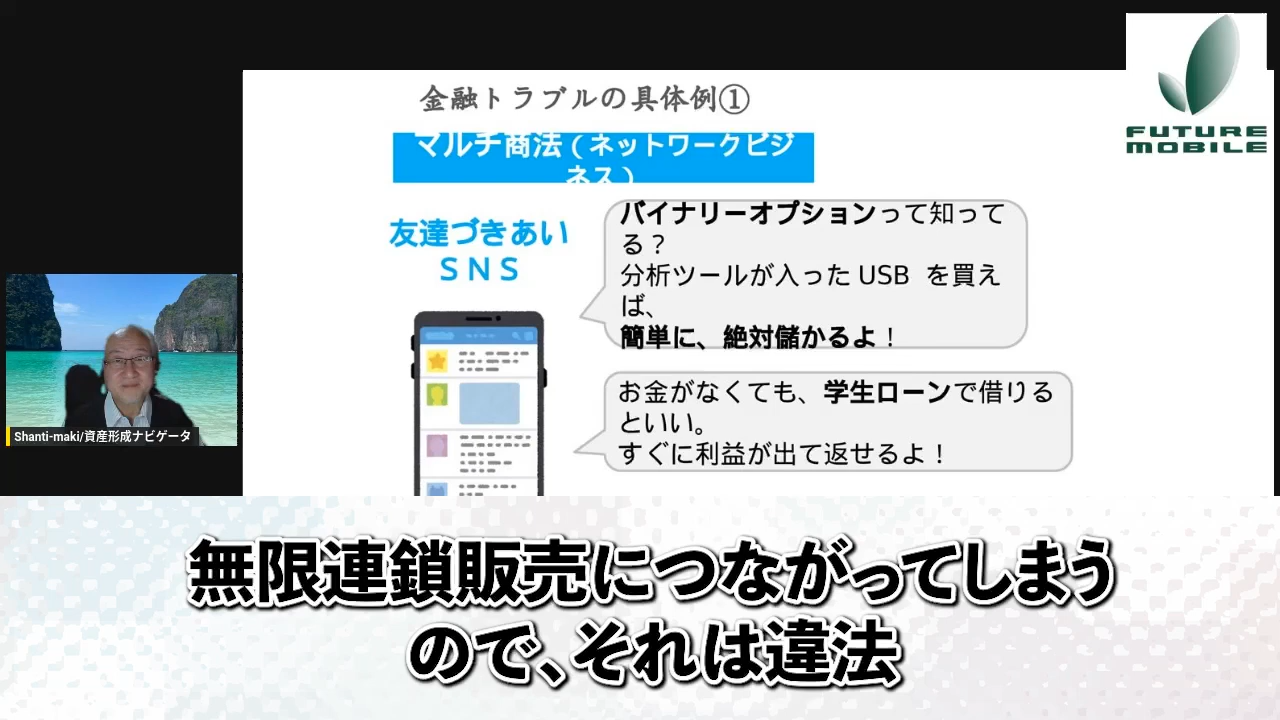 金融トラブルの具体例①
マルチ商法(ネットワークビジ
ネス)
友達づきあい
SNS
バイナリーオプションって知って
る?
分析ツールが入ったUSB を買え
ば、
簡単に、絶対儲かるよ!
お金がなくても、学生ローンで借りる
といい。
すぐに利益が出て返せるよ!
FUTURE
MOBILE
Shanti-maki/資産形成ナビゲータ
無限連鎖販売につながってしまう
ので、それは違法